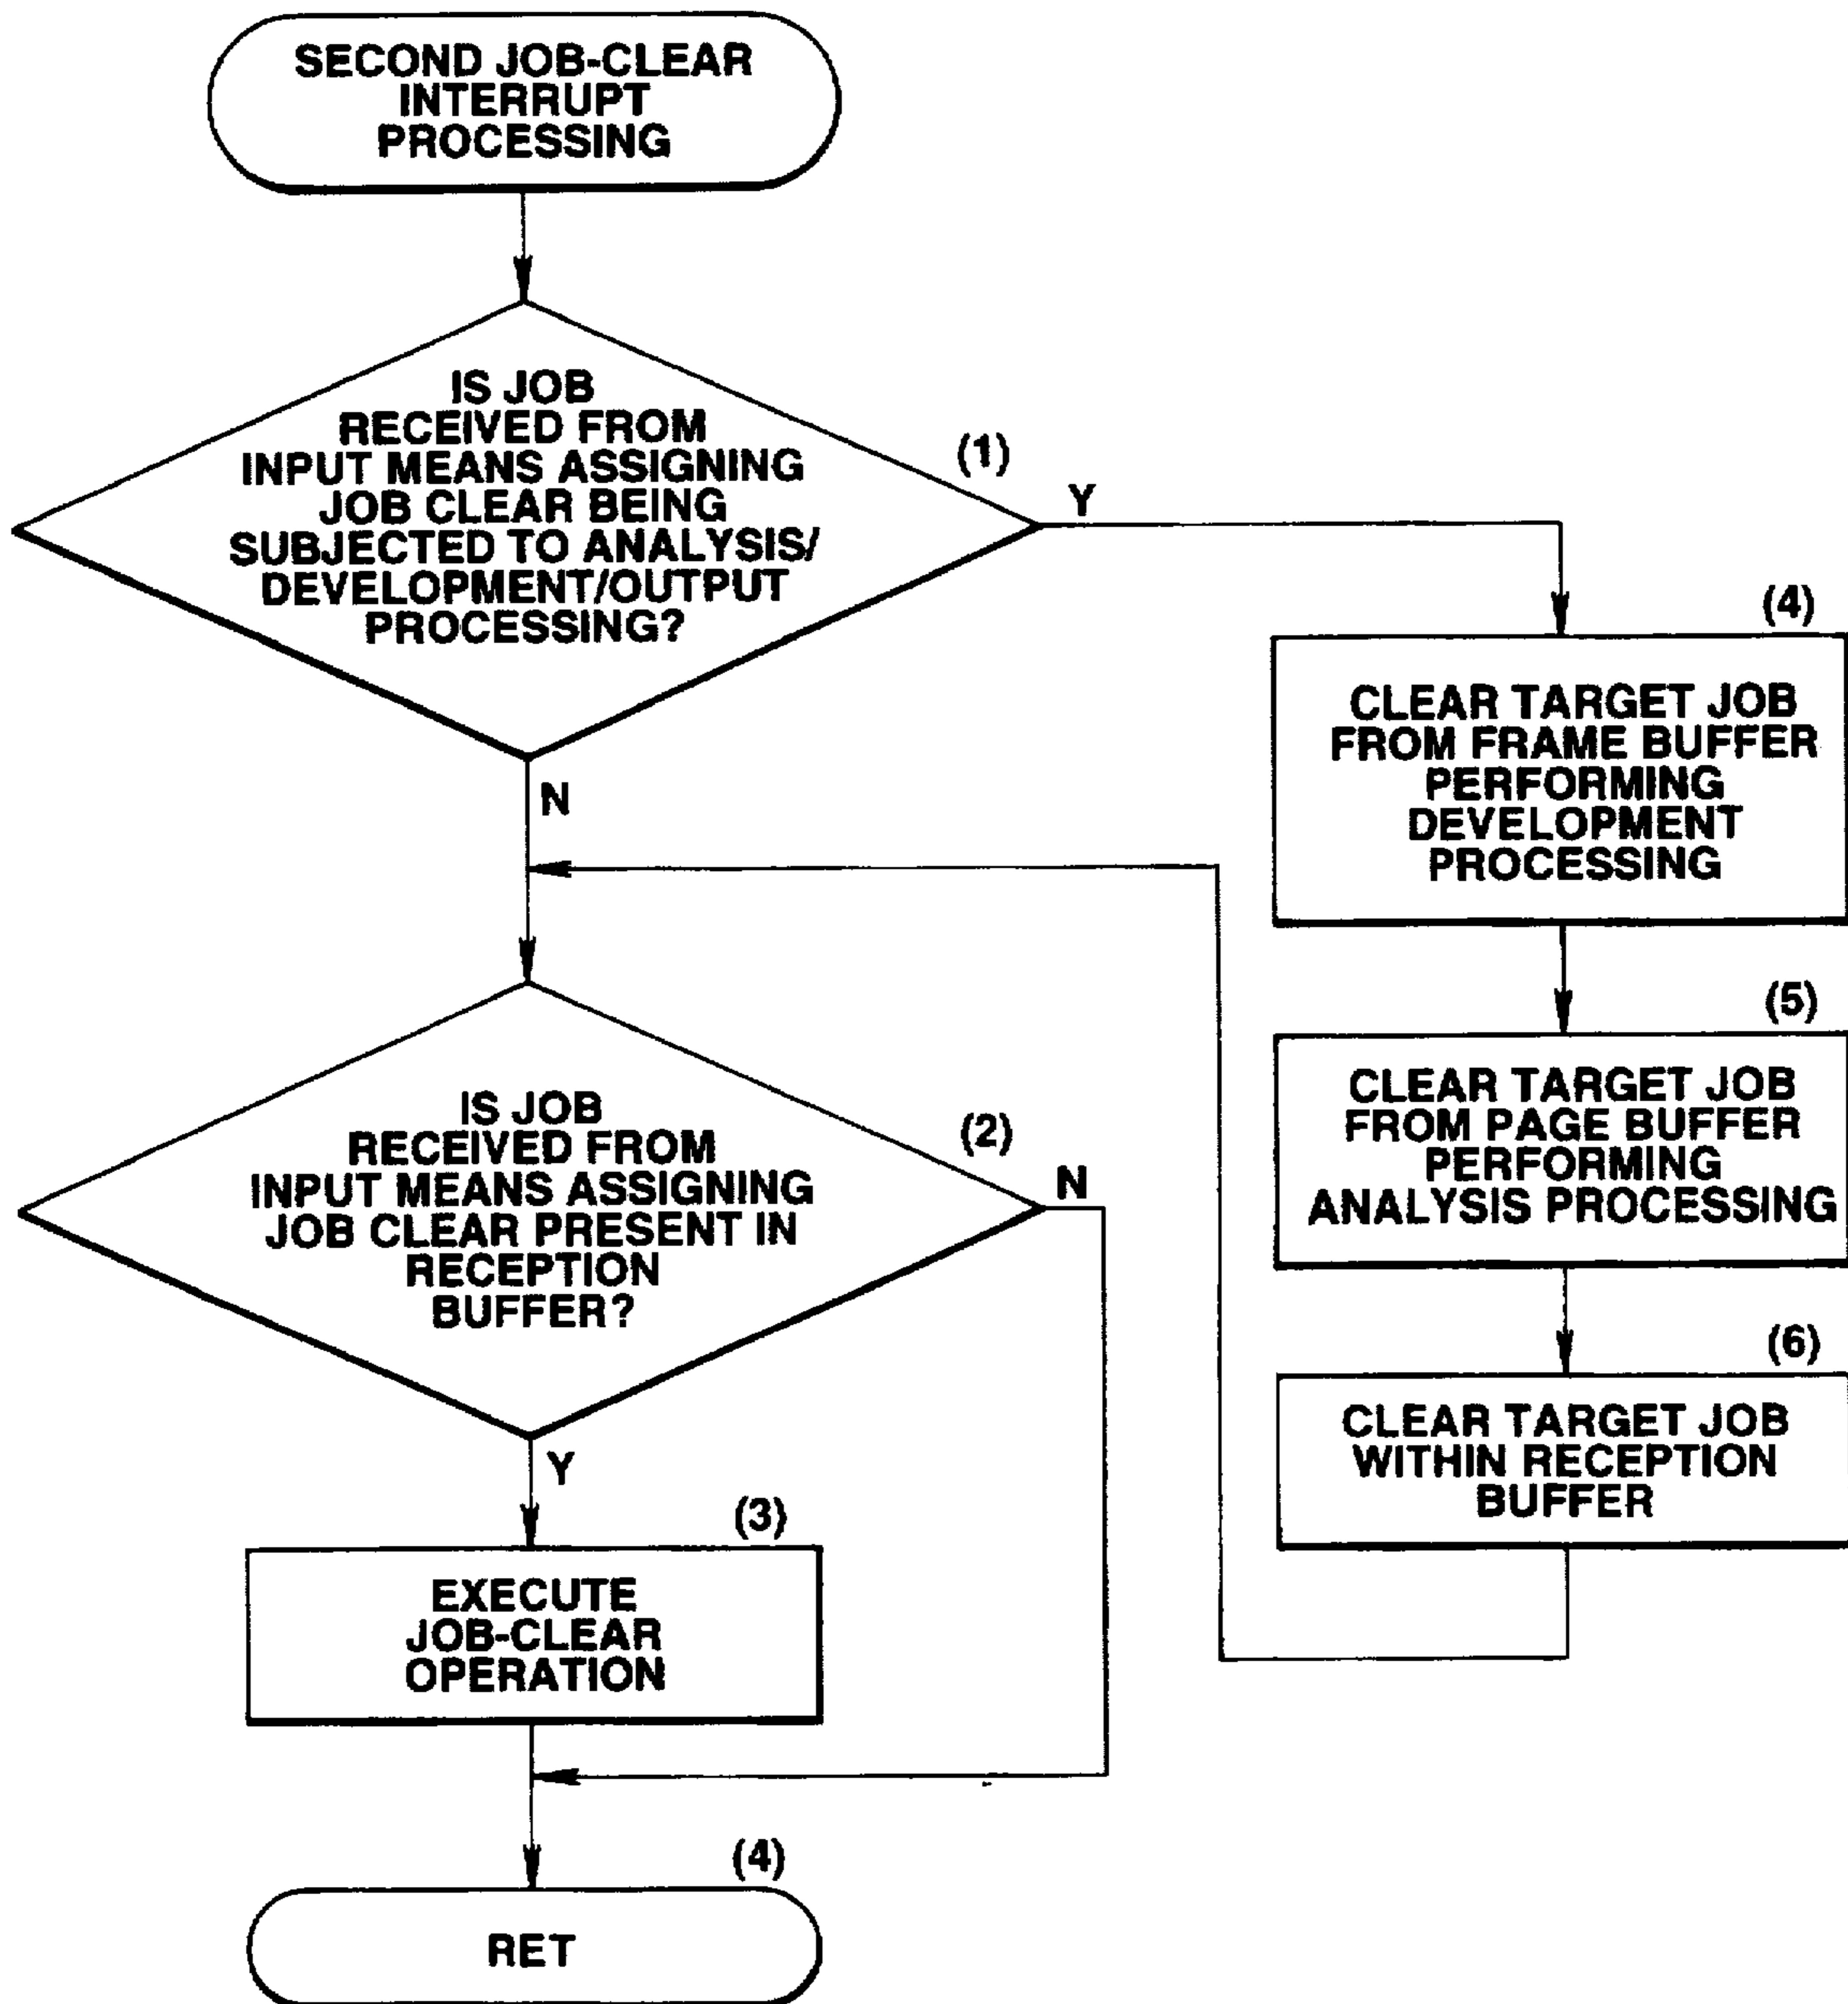 SECOND JOB-CLEAR
INTERRUPT
PROCESSING
IS JOB
RECEIVED FROM
INPUT MEANS ASSIGNING
JOB CLEAR BEING
SUBJECTED TO ANALYSIS/
DEVELOPMENT/OUTPUT
PROCESSING?
(1)
Y
N
(4)
CLEAR TARGET JOB
FROM FRAME BUFFER
PERFORMING
DEVELOPMENT
PROCESSING
(5)
CLEAR TARGET JOB
FROM PAGE BUFFER
PERFORMING
ANALYSIS PROCESSING
(6)
CLEAR TARGET JOB
WITHIN RECEPTION
BUFFER
IS JOB
RECEIVED FROM
INPUT MEANS ASSIGNING
JOB CLEAR PRESENT IN
RECEPTION
BUFFER?
(2)
N
Y
(3)
EXECUTE
JOB-CLEAR
OPERATION
(4)
RET